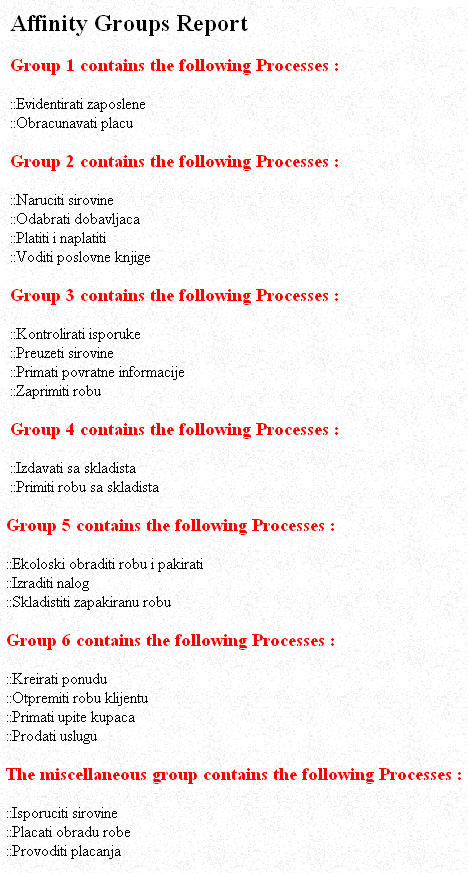 Affinity Groups Report
Group 1 contains the following Processes :
::Evidentirati zaposlene
::Obracunavati placu
Group 2 contains the following Processes :
::Naruciti sirovine
::Odabrati dobavljaca
::Platiti i naplatiti
::Voditi poslovne knjige
Group 3 contains the following Processes :
::Kontrolirati isporuke
::Preuzeti sirovine
::Primati povratne informacije
::Zaprimiti robu
Group 4 contains the following Processes :
::Izdavati sa skladista
::Primiti robu sa skladista
Group 5 contains the following Processes :
::Ekoloski obraditi robu i pakirati
::Izraditi nalog
::Skladistiti zapakiranu robu
Group 6 contains the following Processes :
::Kreirati ponudu
::Otpremiti robu klijentu
::Primati upite kupaca
::Prodati uslugu
The miscellaneous group contains the following Processes :
::Isporuciti sirovine
::Placati obradu robe
::Provoditi placanja